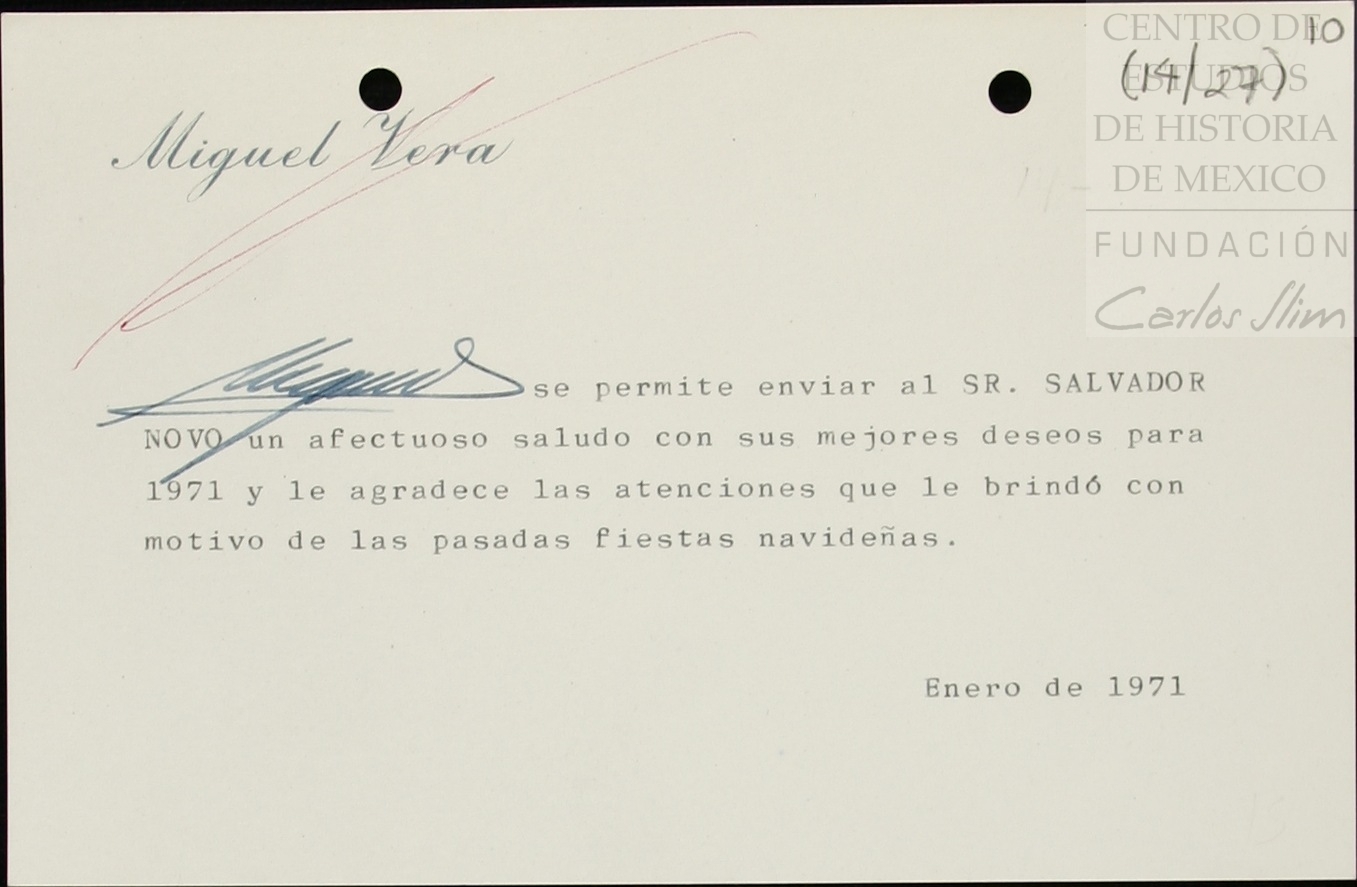 10
(14/27)
CENTRO DE
ESTUDIOS
DE HISTORIA
DE MEXICO
FUNDACIÓN
Carlos Slim
Miguel Vera
Miguel se permite enviar al SR. SALVADOR
NOVO un afectuoso saludo con sus mejores deseos para
1971 y le agradece las atenciones que le brindó con
motivo de las pasadas fiestas navideñas.
Enero de 1971